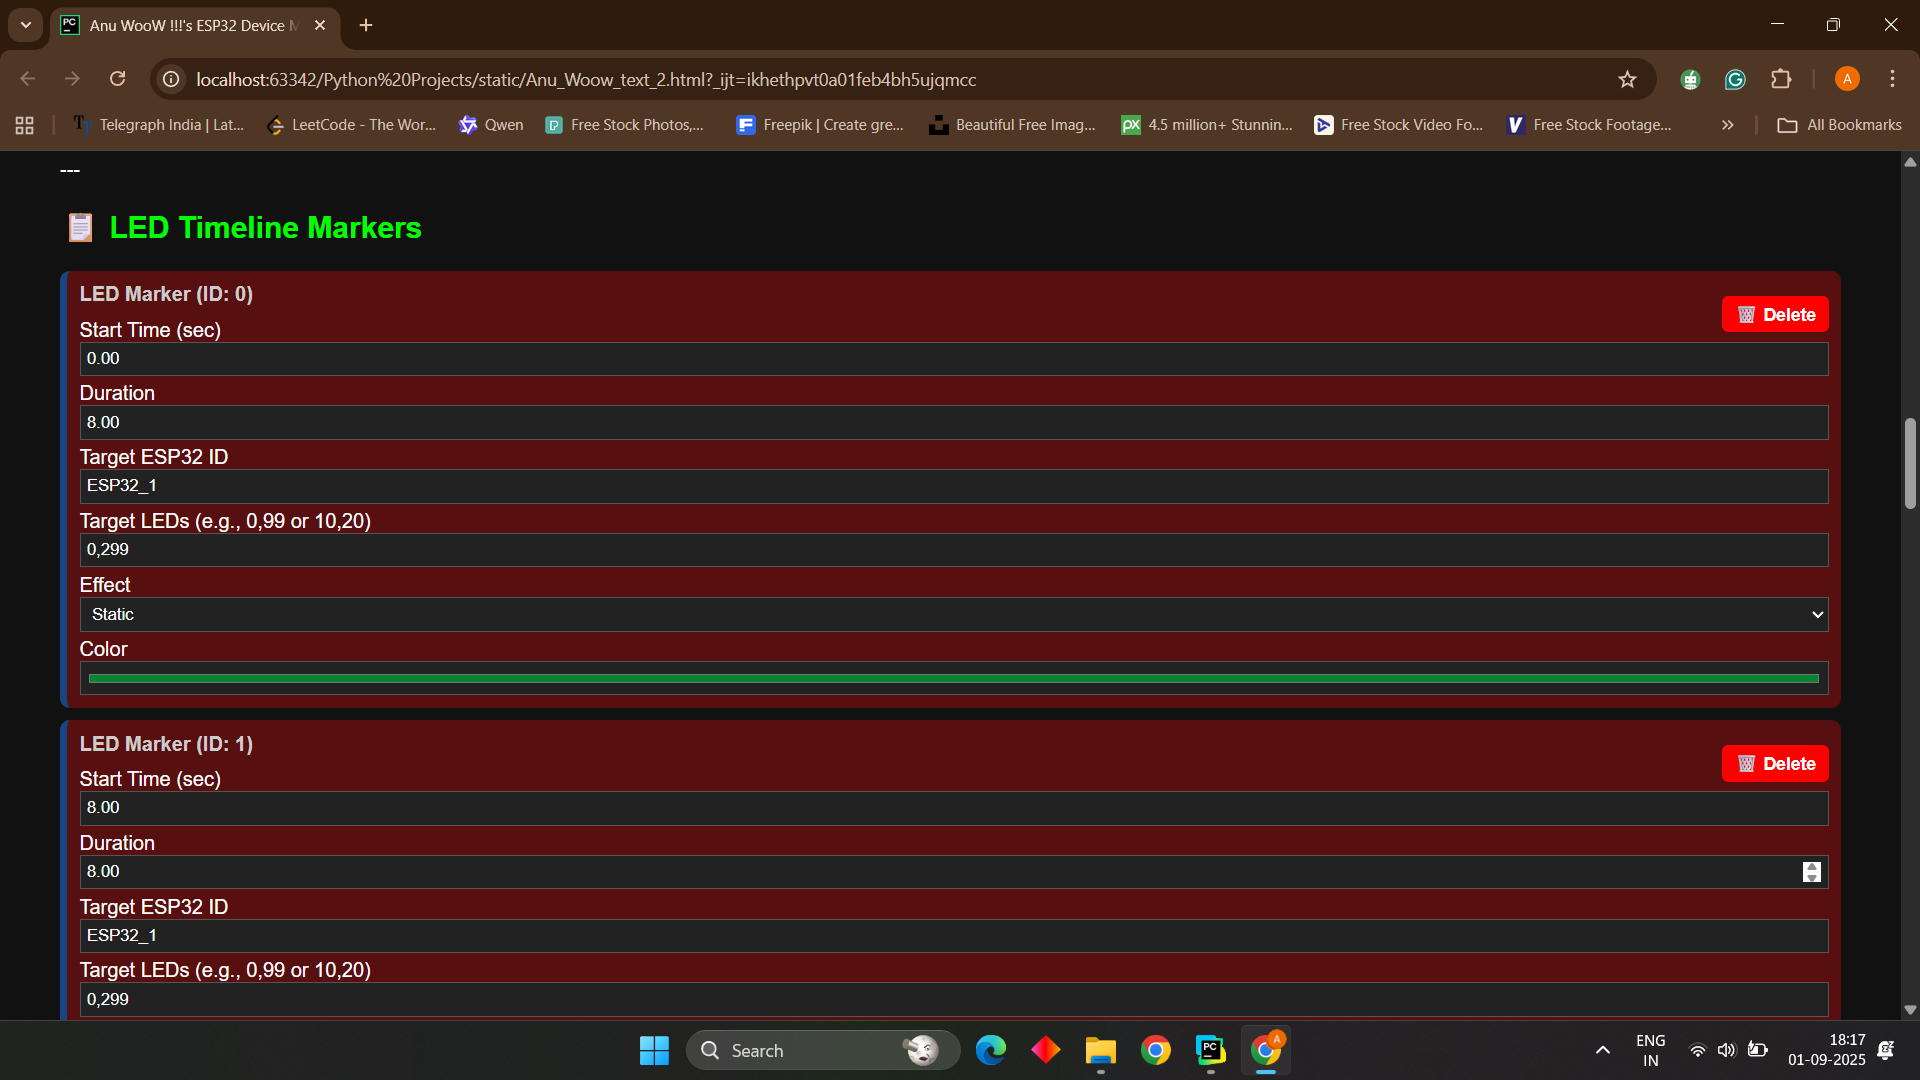 Anu WooW !!!'s ESP32 Device M
localhost:63342/Python%20Projects/static/Anu_Woow_text_2.html?_ijt=ikhethpvt0a01feb4bh5ujqmcc
A
Telegraph India | Lat...
LeetCode - The Wor...
Qwen
Free Stock Photos,...
Freepik | Create gre...
Beautiful Free Imag...
4.5 million+ Stunnin...
Free Stock Video Fo...
Free Stock Footage...
All Bookmarks
---
LED Timeline Markers
LED Marker (ID: 0)
Delete
Start Time (sec)
0.00
Duration
8.00
Target ESP32 ID
ESP32_1
Target LEDs (e.g., 0,99 or 10,20)
0,299
Effect
Static
Color
LED Marker (ID: 1)
Delete
Start Time (sec)
8.00
Duration
8.00
Target ESP32 ID
ESP32_1
Target LEDs (e.g., 0,99 or 10,20)
0,299
Search
PC
A
ENG
IN
18:17
01-09-2025